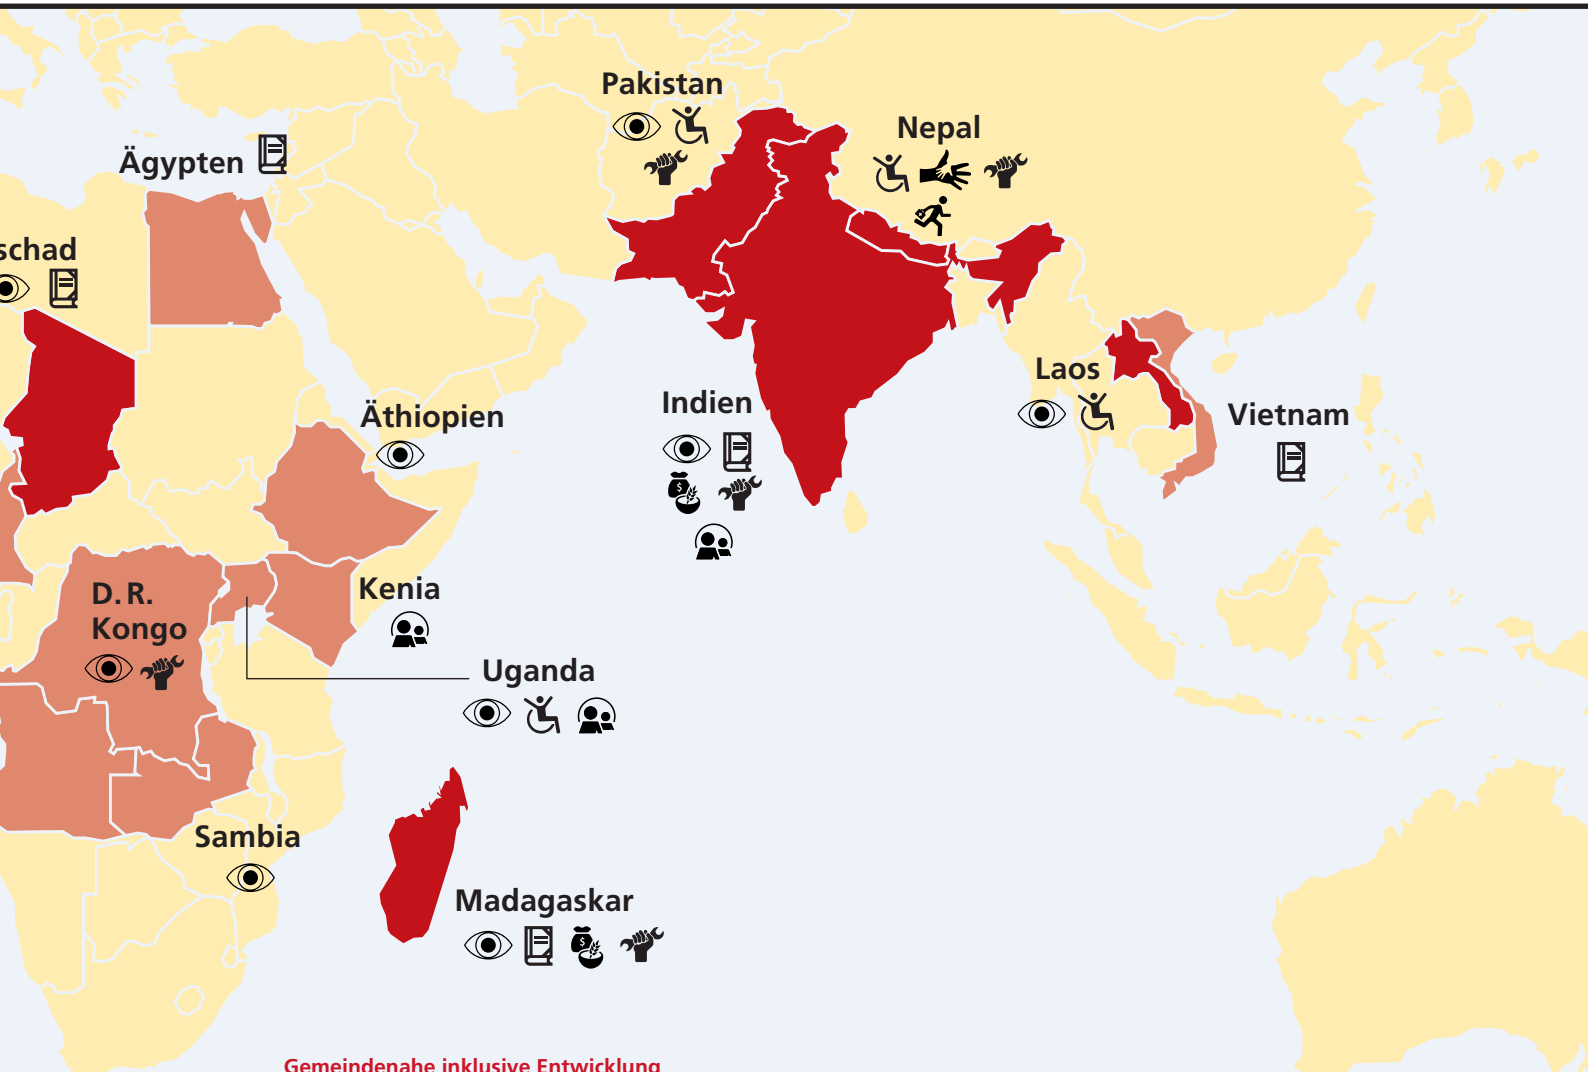 Pakistan
Nepal
Ägypten
schad
Laos
Indien
Vietnam
Äthiopien
D. R.
Kongo
Kenia
Uganda
Sambia
Madagaskar
Gemeindenahe inklusive Entwicklung